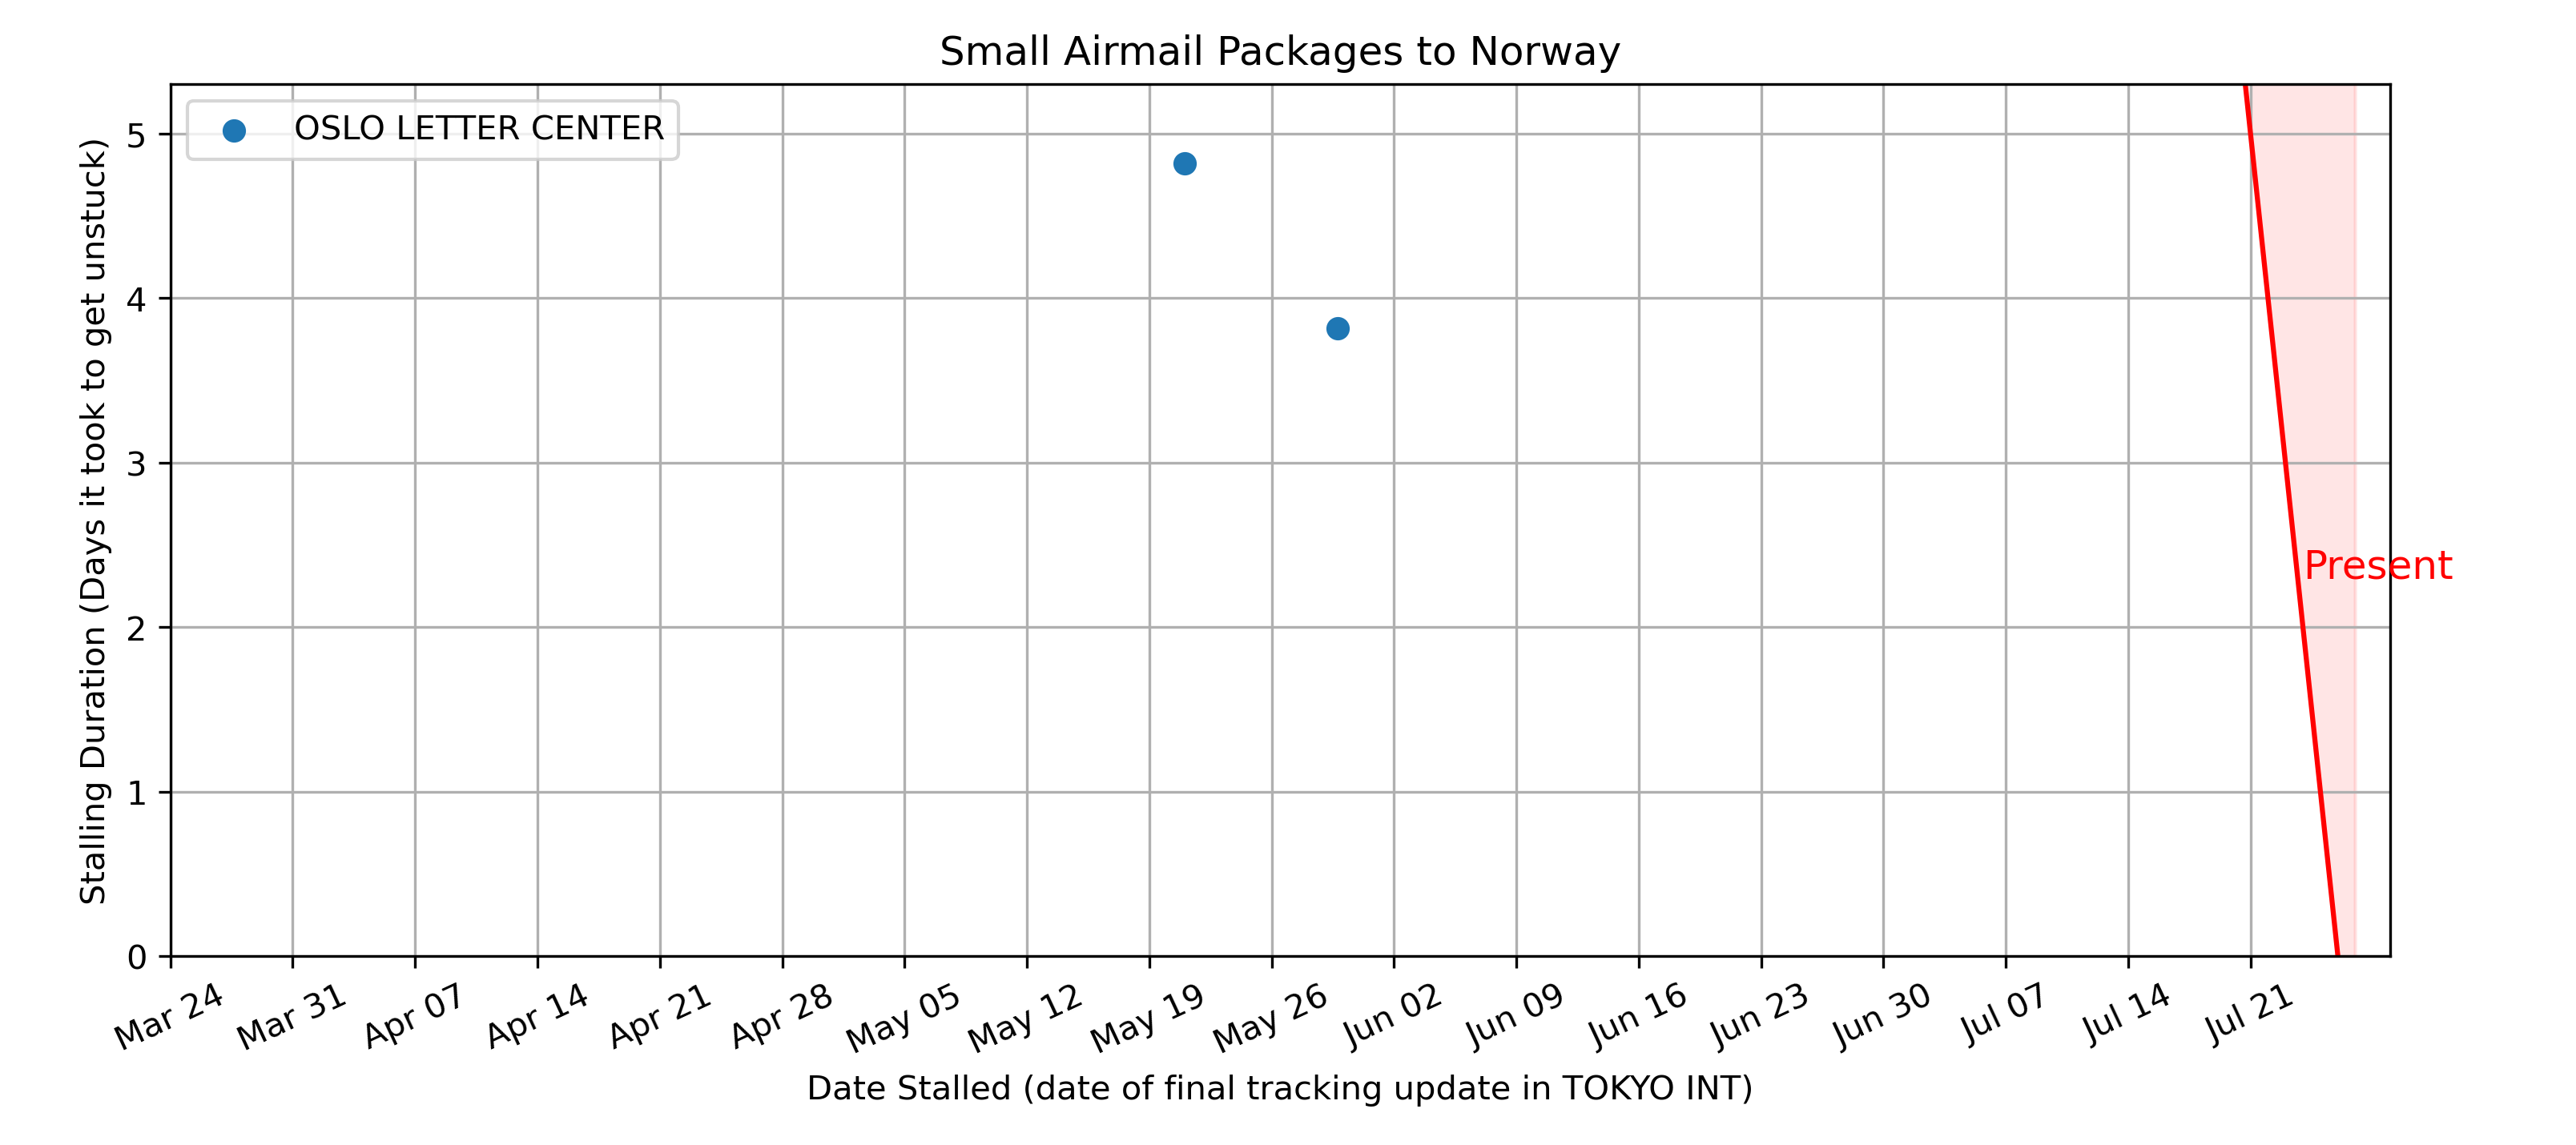 Small Airmail Packages to Norway
OSLO LETTER CENTER
Stalling Duration (Days it took to get unstuck)
5
4
3
2
1
0
Present
Mar 24
Mar 31
Apr 07
Apr 14
Apr 21
Apr 28
May 05
May 12
May 19
May 26
Jun 02
Jun 09
Jun 16
Jun 23
Jun 30
Jul 07
Jul 14
Jul 21
Date Stalled (date of final tracking update in TOKYO INT)